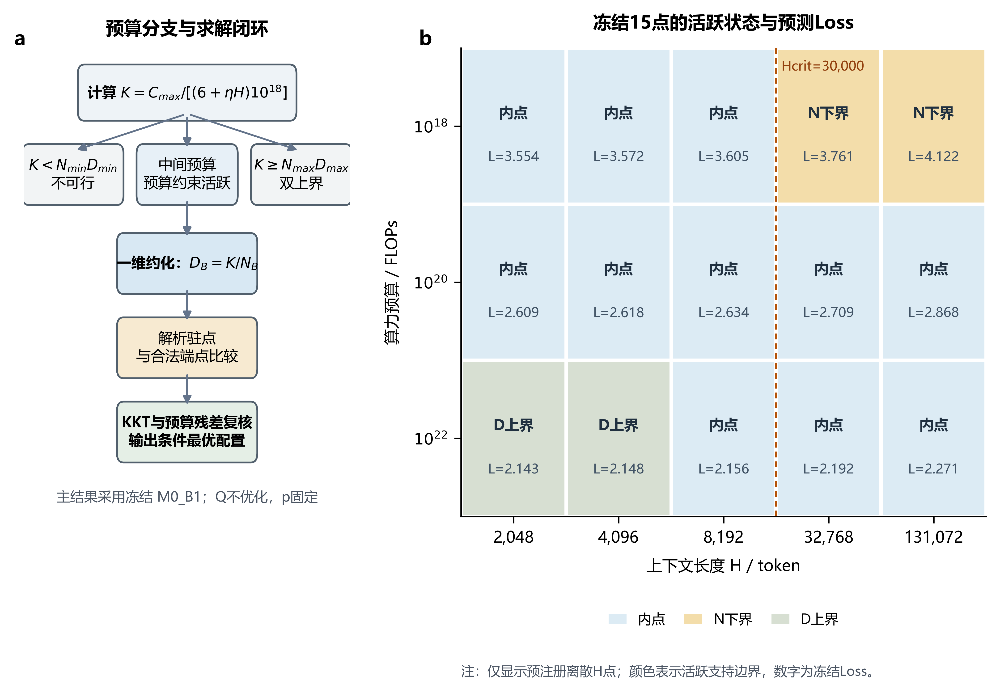 a
预算分支与求解闭环
计算 $K = C_{max}/[(6 + ηH)10^{18}]$
$K < N_{min}D_{min}$
不可行
中间预算
预算约束活跃
$K ≥ N_{max}D_{max}$
双上界
一维约化：$D_B = K/N_B$
解析驻点
与合法端点比较
KKT与预算残差复核
输出条件最优配置
主结果采用冻结 M0_B1；Q不优化，p固定
b
冻结15点的活跃状态与预测Loss
Hcrit=30,000
算力预算 / FLOPs
$10^{18}$
内点
内点
内点
N下界
N下界
L=3.554
L=3.572
L=3.605
L=3.761
L=4.122
$10^{20}$
内点
内点
内点
内点
内点
L=2.609
L=2.618
L=2.634
L=2.709
L=2.868
$10^{22}$
D上界
D上界
内点
内点
内点
L=2.143
L=2.148
L=2.156
L=2.192
L=2.271
2,048
4,096
8,192
32,768
131,072
上下文长度 H / token
内点
N下界
D上界
注：仅显示预注册离散H点；颜色表示活跃支持边界，数字为冻结Loss。